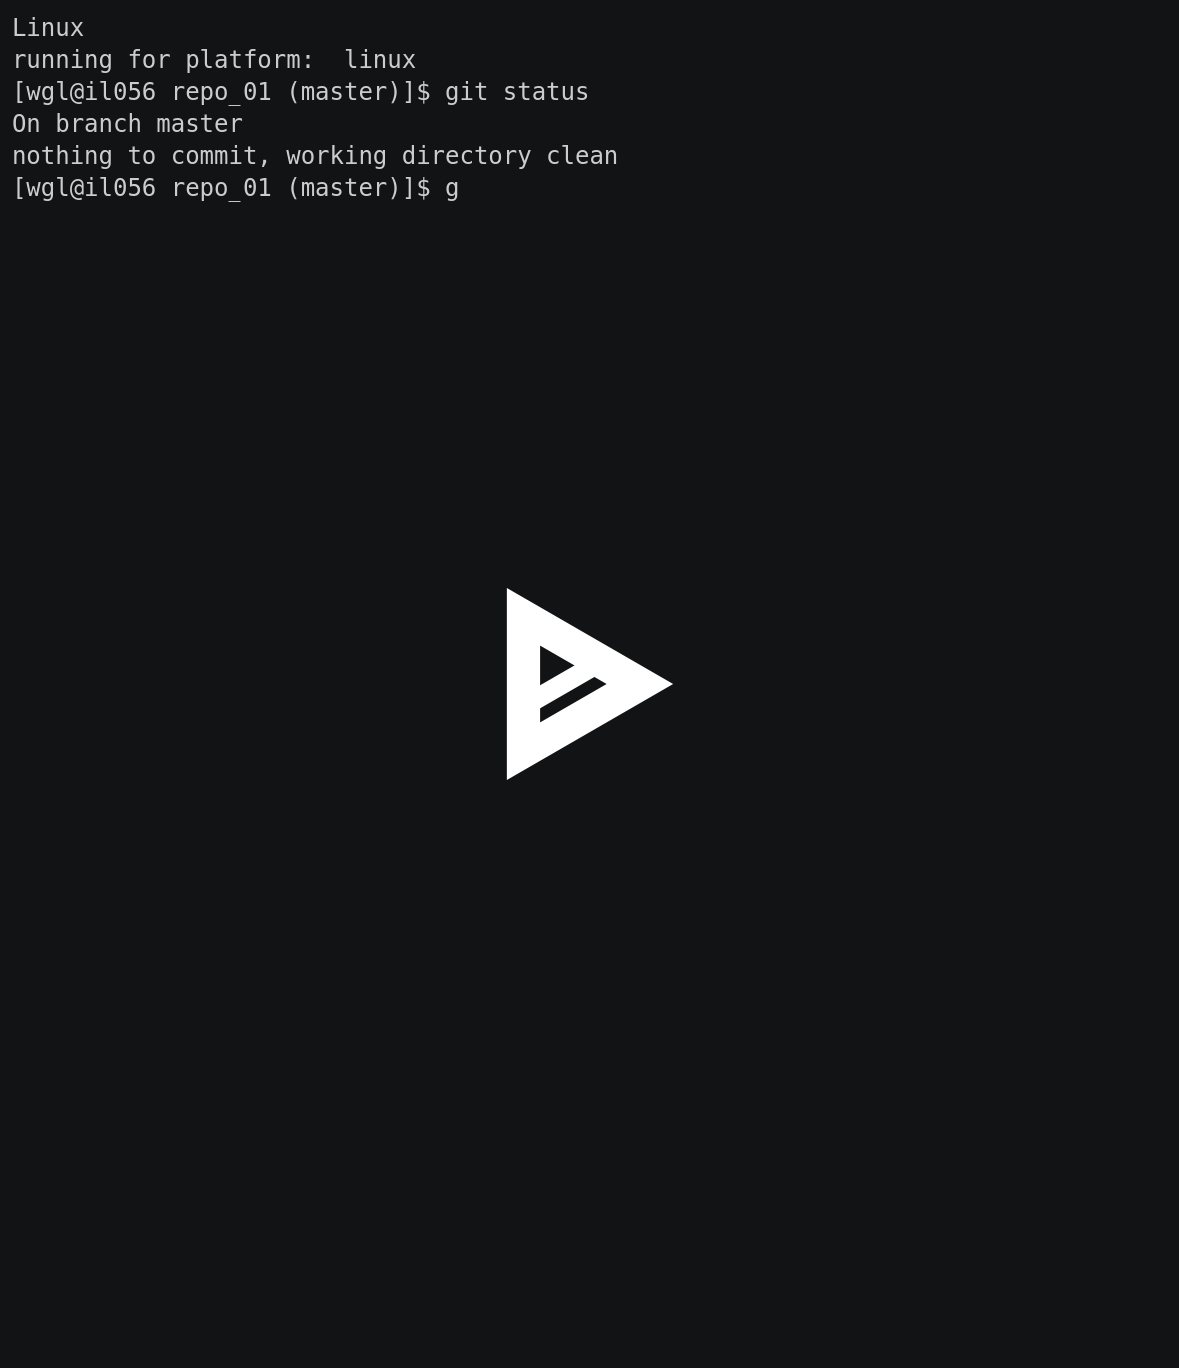 Linux
running for platform:  linux
[wgl@il056 repo_01 (master)]$ git status
On branch master
nothing to commit, working directory clean
[wgl@il056 repo_01 (master)]$ g